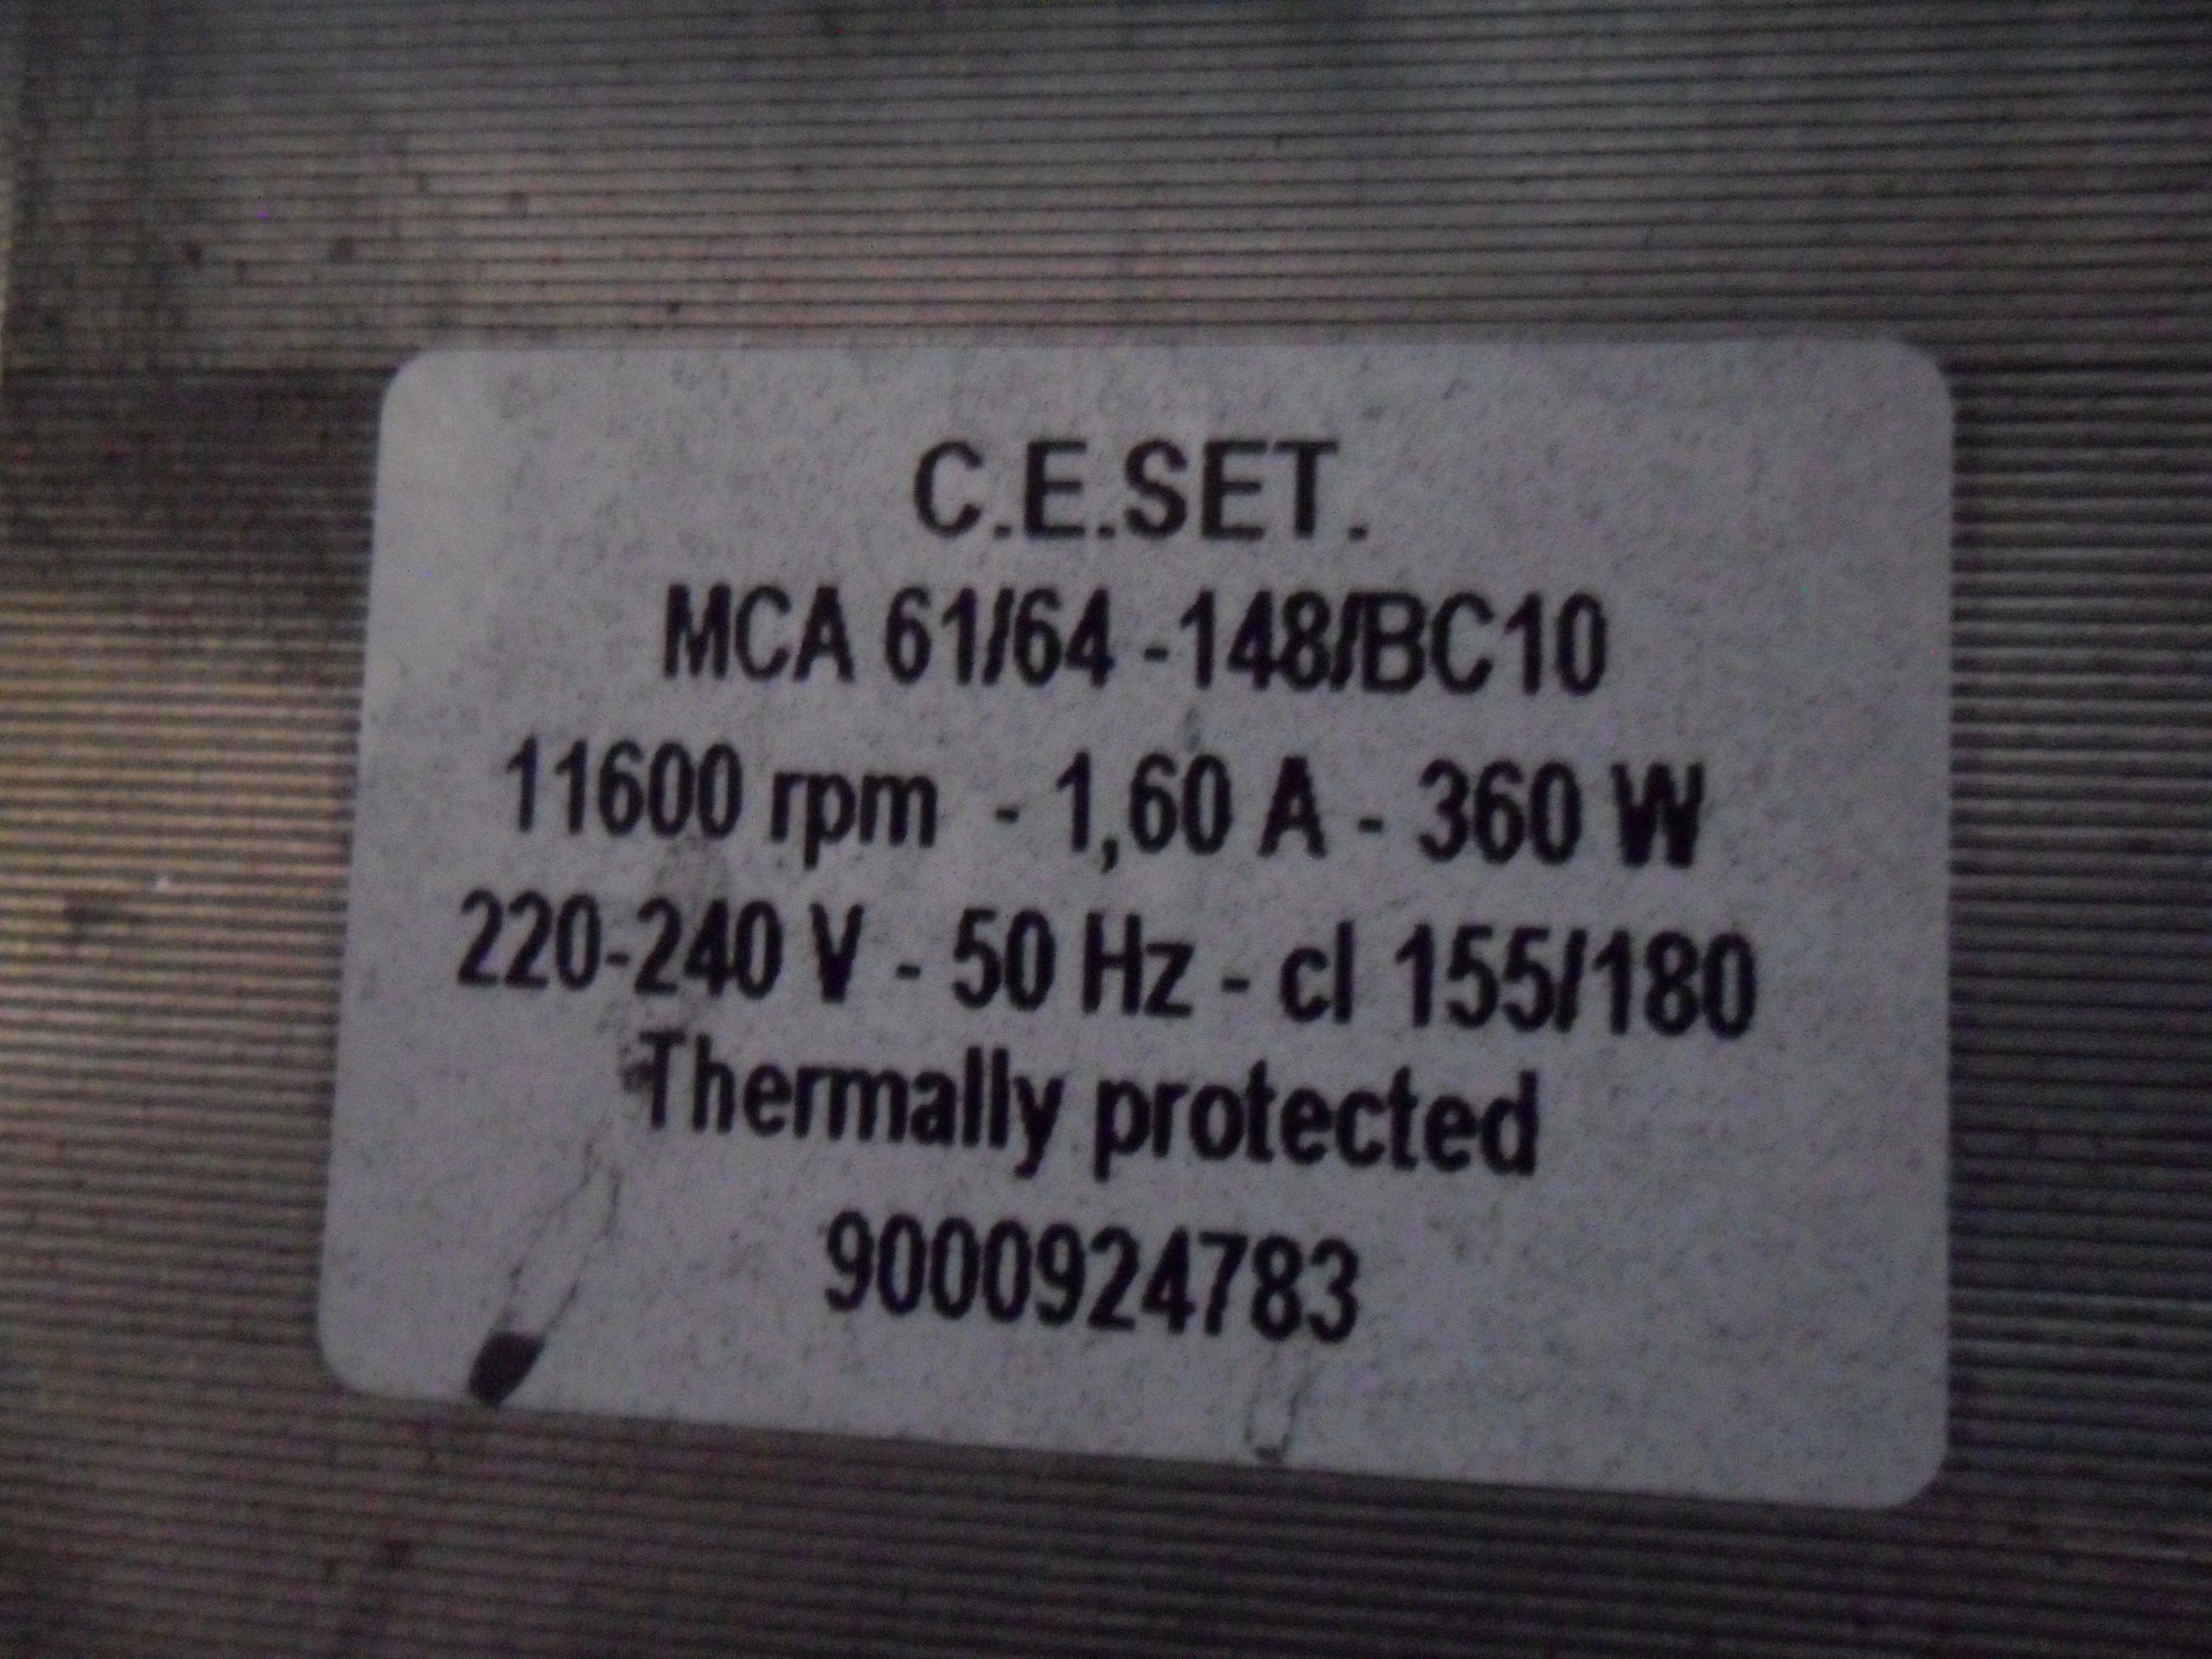 C.E.SET.
MCA 61/64 -148/BC10
11600 rpm - 1,60 A - 360 W
220-240 V - 50 Hz - cl 155/180
Thermally protected
9000924783